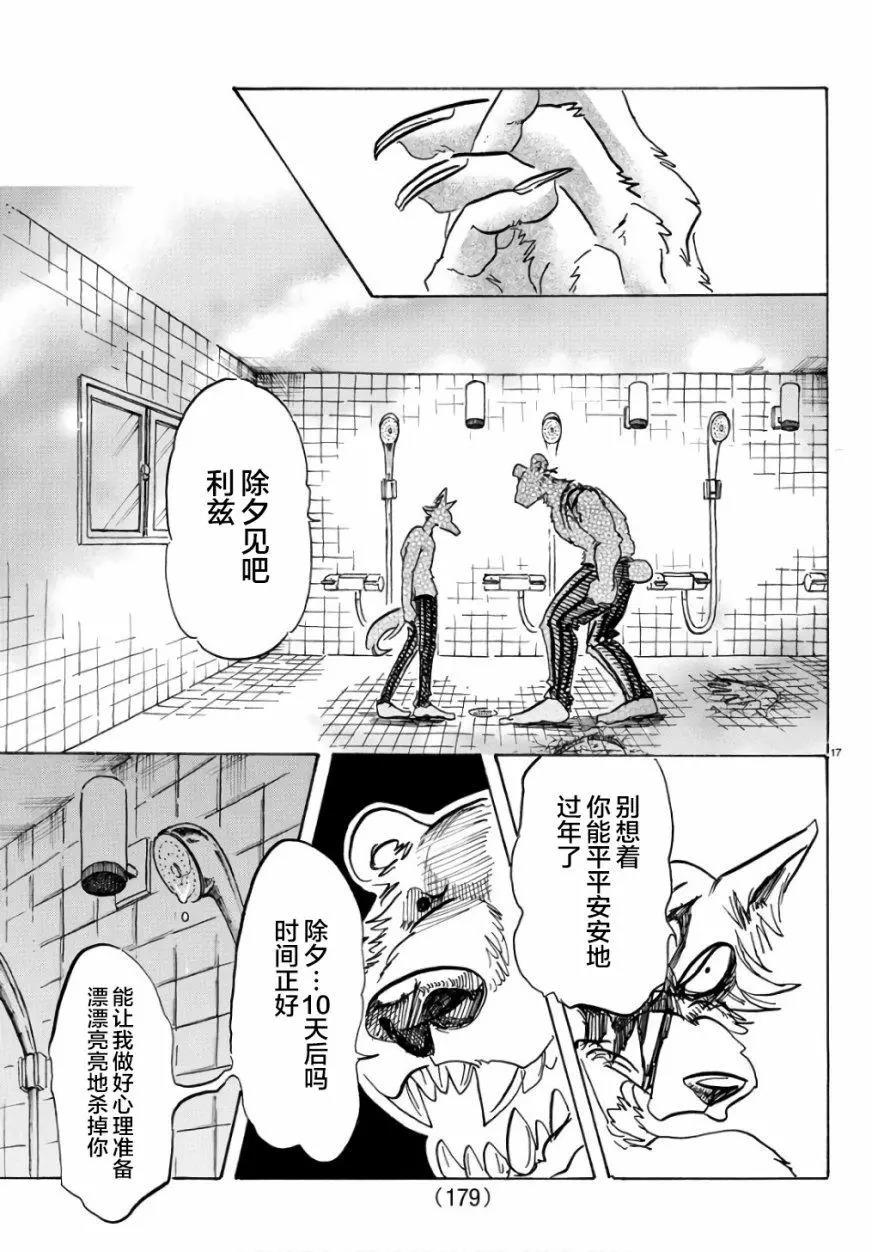 除夕见吧
利兹
17
别想着
你能平平安安地
过年了
除夕…10天后吗
时间正好
能让我做好心理准备
漂漂亮亮地杀掉你
（179）